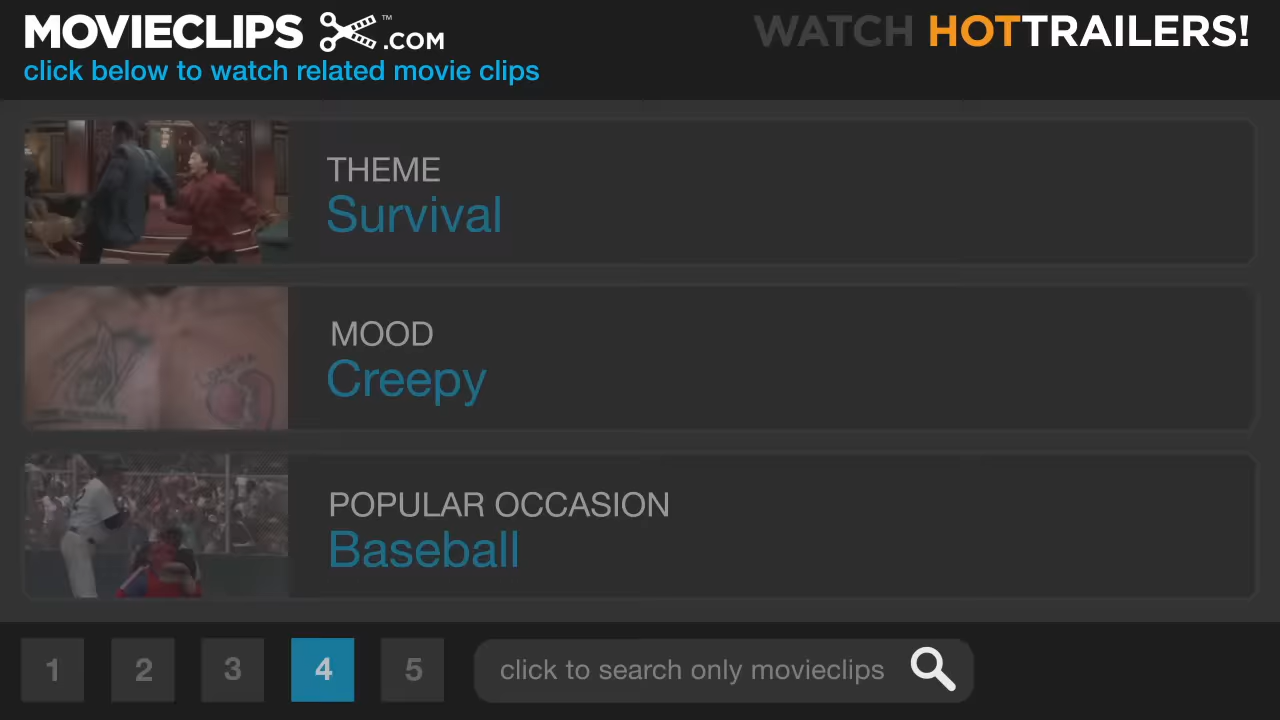 MOVIECLIPS ™ .COM
WATCH HOTTRAILERS!
click below to watch related movie clips
THEME
Survival
MOOD
Creepy
POPULAR OCCASION
Baseball
1 2 3 4 5
click to search only movieclips